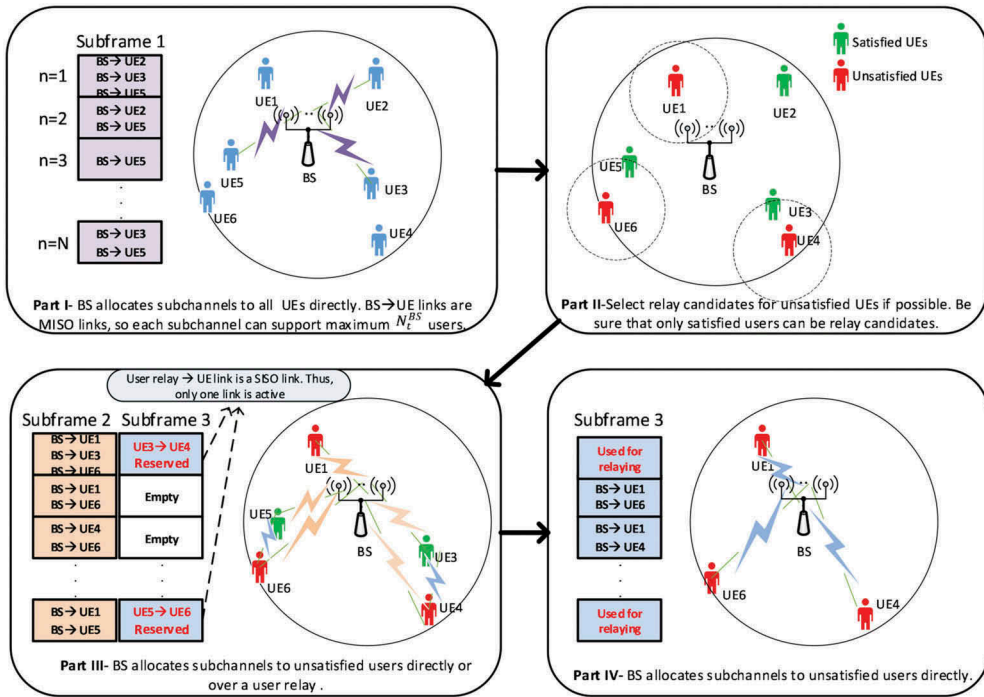 Subframe 1
n=1
BS→UE2
BS→UE3
BS→UE5
n=2
BS→UE2
BS→UE5
n=3
BS→UE5
n=N
BS→UE3
BS→UE5
UE1
UE2
UE5
BS
UE3
UE6
UE4
Part I- BS allocates subchannels to all UEs directly. BS→UE links are
MISO links, so each subchannel can support maximum N_t^BS users.
Satisfied UEs
Unsatisfied UEs
UE1
UE2
UE5
BS
UE3
UE6
UE4
Part II-Select relay candidates for unsatisfied UEs if possible. Be
sure that only satisfied users can be relay candidates.
User relay → UE link is a SISO link. Thus,
only one link is active
Subframe 2
Subframe 3
BS→UE1
BS→UE3
BS→UE6
UE3→UE4
Reserved
BS→UE1
BS→UE6
Empty
BS→UE4
BS→UE6
Empty
BS→UE1
BS→UE5
UE5→UE6
Reserved
UE1
UE5
BS
UE3
UE6
UE4
Part III- BS allocates subchannels to unsatisfied users directly or
over a user relay .
Subframe 3
Used for
relaying
BS→UE1
BS→UE6
BS→UE1
BS→UE4
Used for
relaying
UE1
BS
UE6
UE4
Part IV- BS allocates subchannels to unsatisfied users directly.